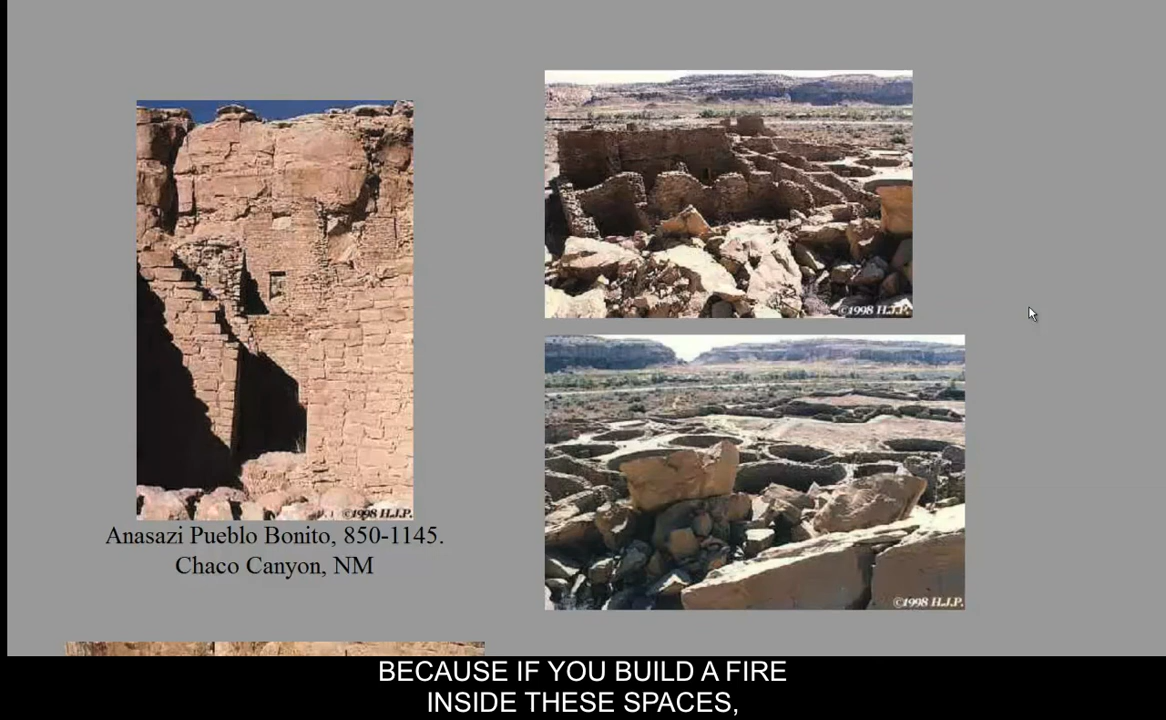 ©1998 H.J.P.
©1998 H.J.P.
Anasazi Pueblo Bonito, 850-1145.
Chaco Canyon, NM
©1998 H.J.P.
BECAUSE IF YOU BUILD A FIRE
INSIDE THESE SPACES,